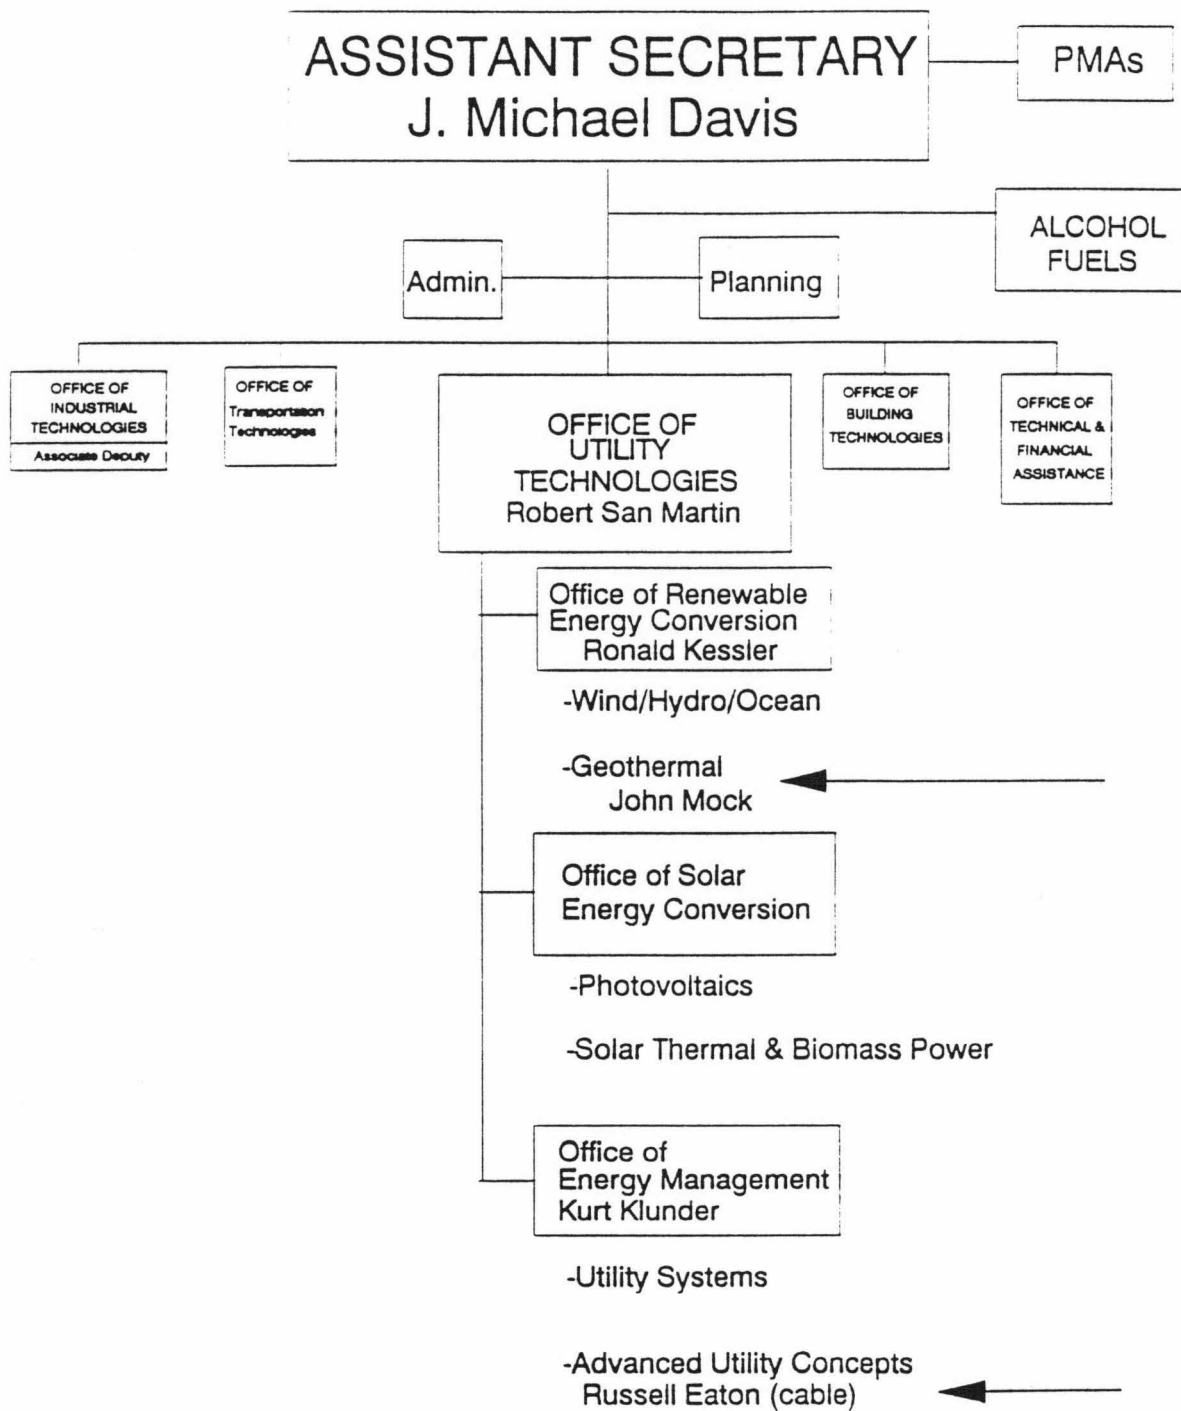 ASSISTANT SECRETARY
J. Michael Davis
PMAs
ALCOHOL
FUELS
Admin.
Planning
OFFICE OF
INDUSTRIAL
TECHNOLOGIES
Associate Deputy
OFFICE OF
Transportation
Technologies
OFFICE OF
UTILITY
TECHNOLOGIES
Robert San Martin
OFFICE OF
BUILDING
TECHNOLOGIES
OFFICE OF
TECHNICAL &
FINANCIAL
ASSISTANCE
Office of Renewable
Energy Conversion
Ronald Kessler
-Wind/Hydro/Ocean
-Geothermal
John Mock
Office of Solar
Energy Conversion
-Photovoltaics
-Solar Thermal & Biomass Power
Office of
Energy Management
Kurt Klunder
-Utility Systems
-Advanced Utility Concepts
Russell Eaton (cable)